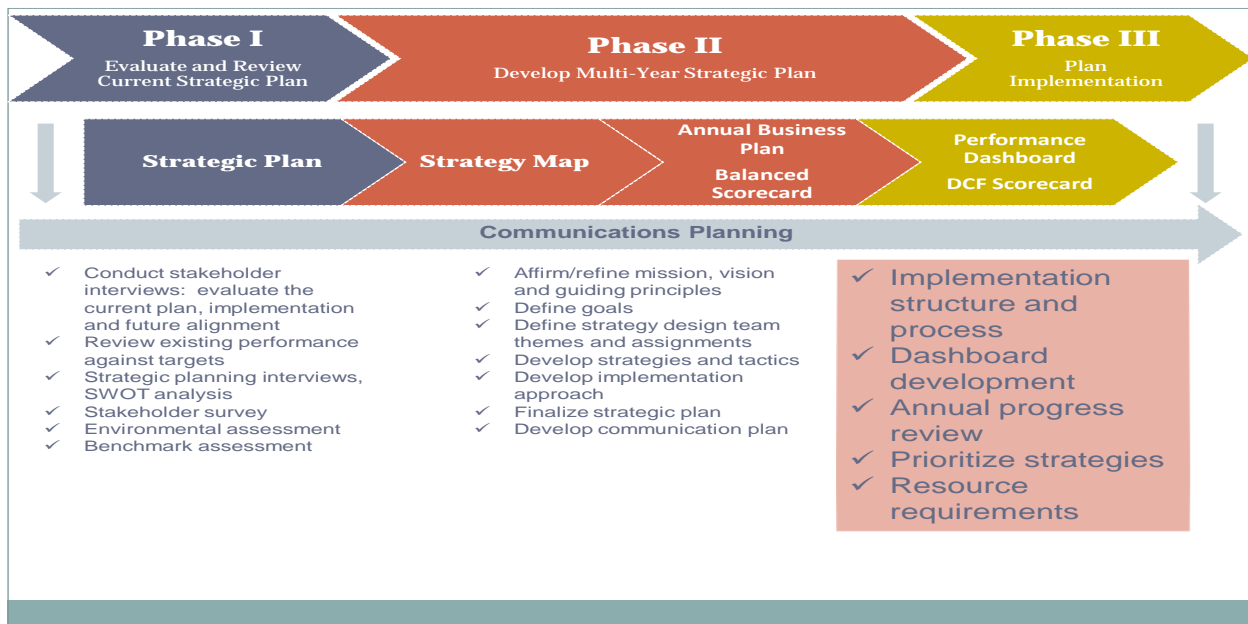 Phase I
Evaluate and Review
Current Strategic Plan
Phase II
Develop Multi-Year Strategic Plan
Phase III
Plan
Implementation
Strategic Plan
Strategy Map
Annual Business
Plan
Balanced
Scorecard
Performance
Dashboard
DCF Scorecard
Communications Planning
✓ Conduct stakeholder
interviews: evaluate the
current plan, implementation
and future alignment
✓ Review existing performance
against targets
✓ Strategic planning interviews,
SWOT analysis
✓ Stakeholder survey
✓ Environmental assessment
✓ Benchmark assessment
✓ Affirm/refine mission, vision
and guiding principles
✓ Define goals
✓ Define strategy design team
themes and assignments
✓ Develop strategies and tactics
✓ Develop implementation
approach
✓ Finalize strategic plan
✓ Develop communication plan
✓ Implementation
structure and
process
✓ Dashboard
development
✓ Annual progress
review
✓ Prioritize strategies
✓ Resource
requirements